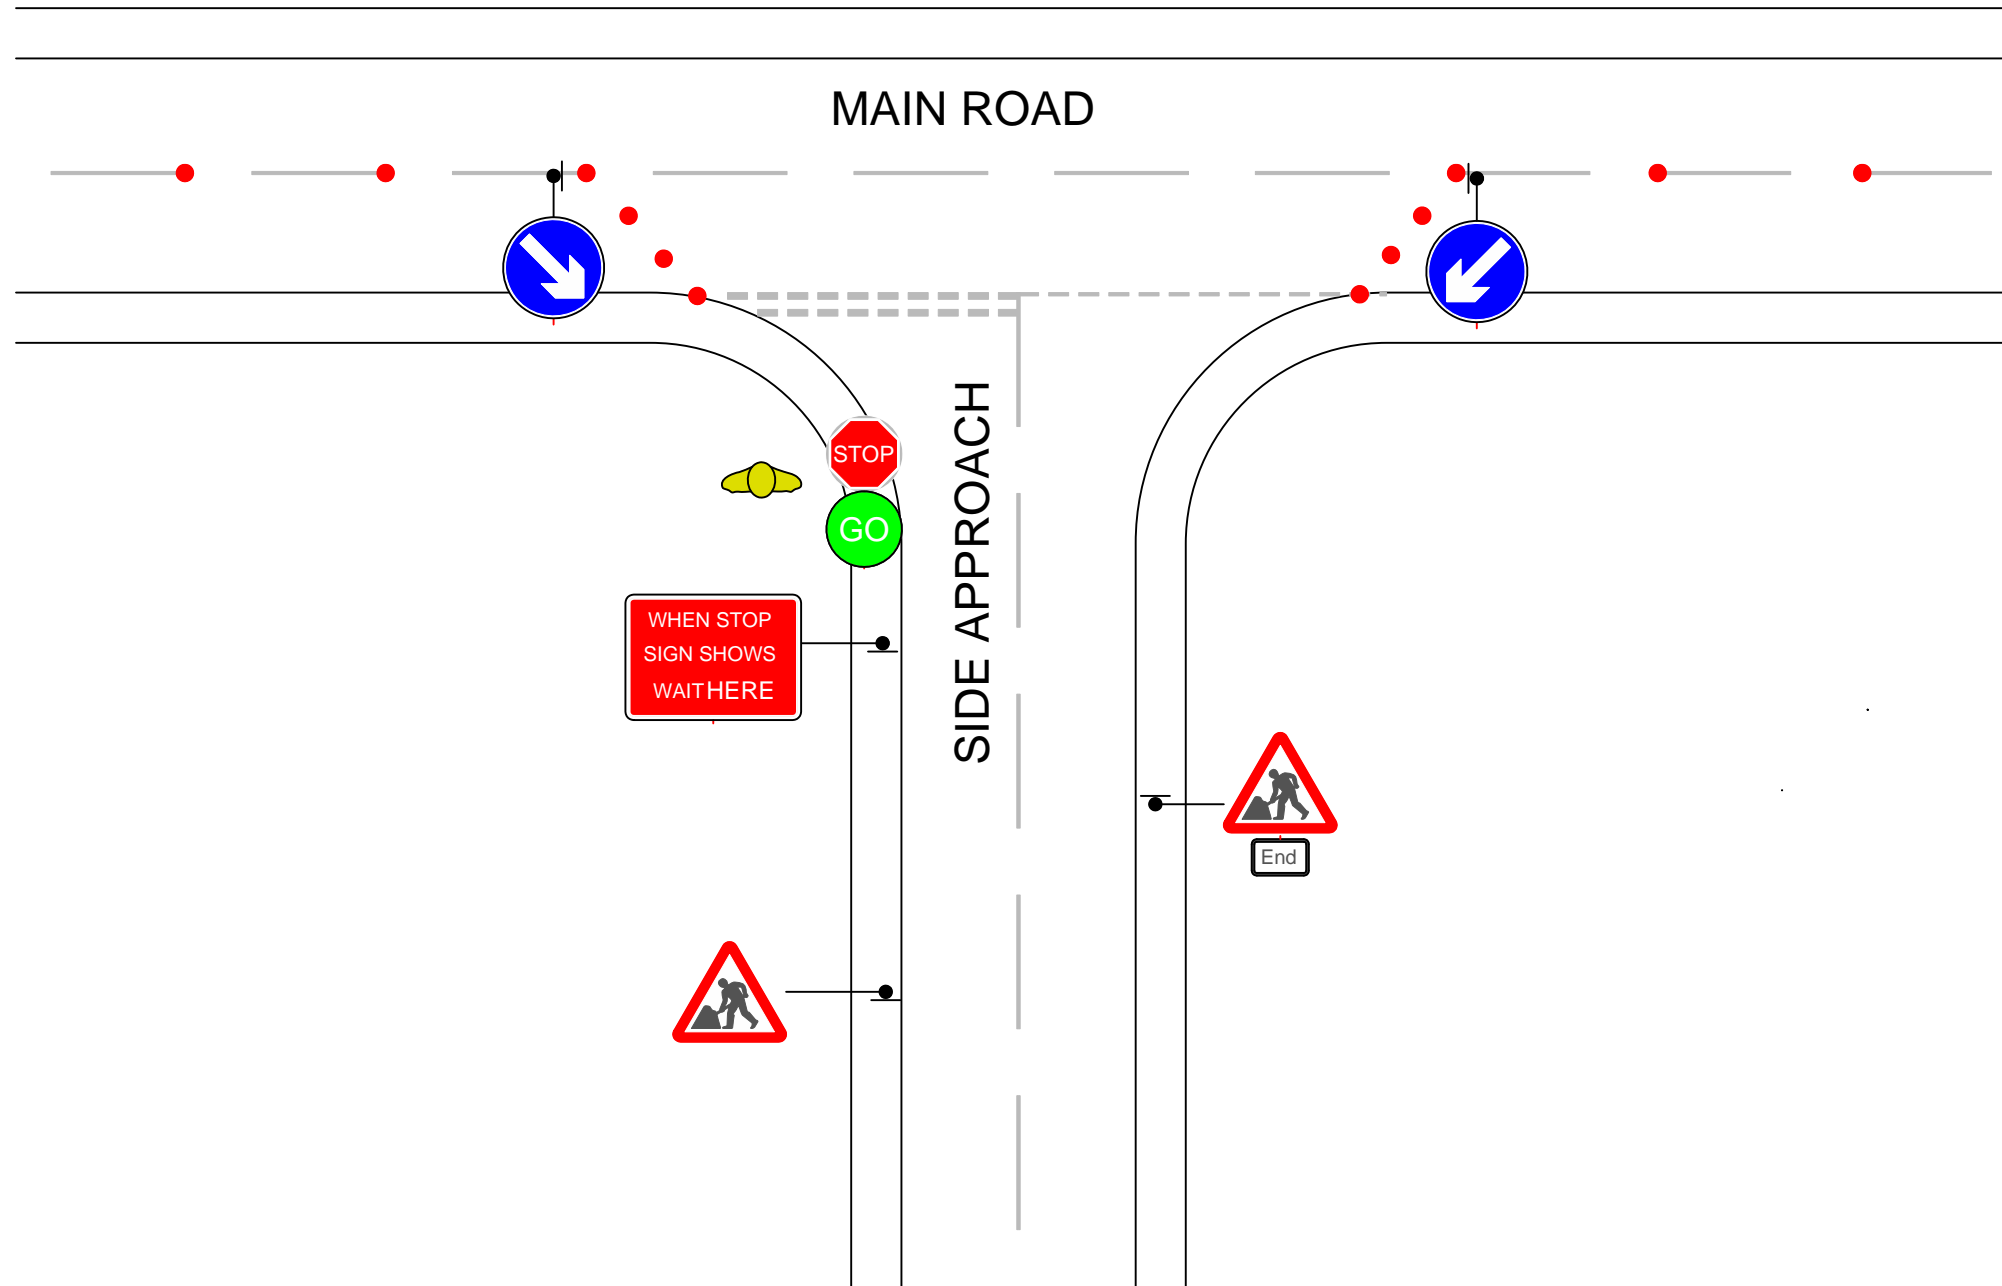 MAIN ROAD
SIDE APPROACH
STOP
GO
WHEN STOP
SIGN SHOWS
WAIT HERE
End